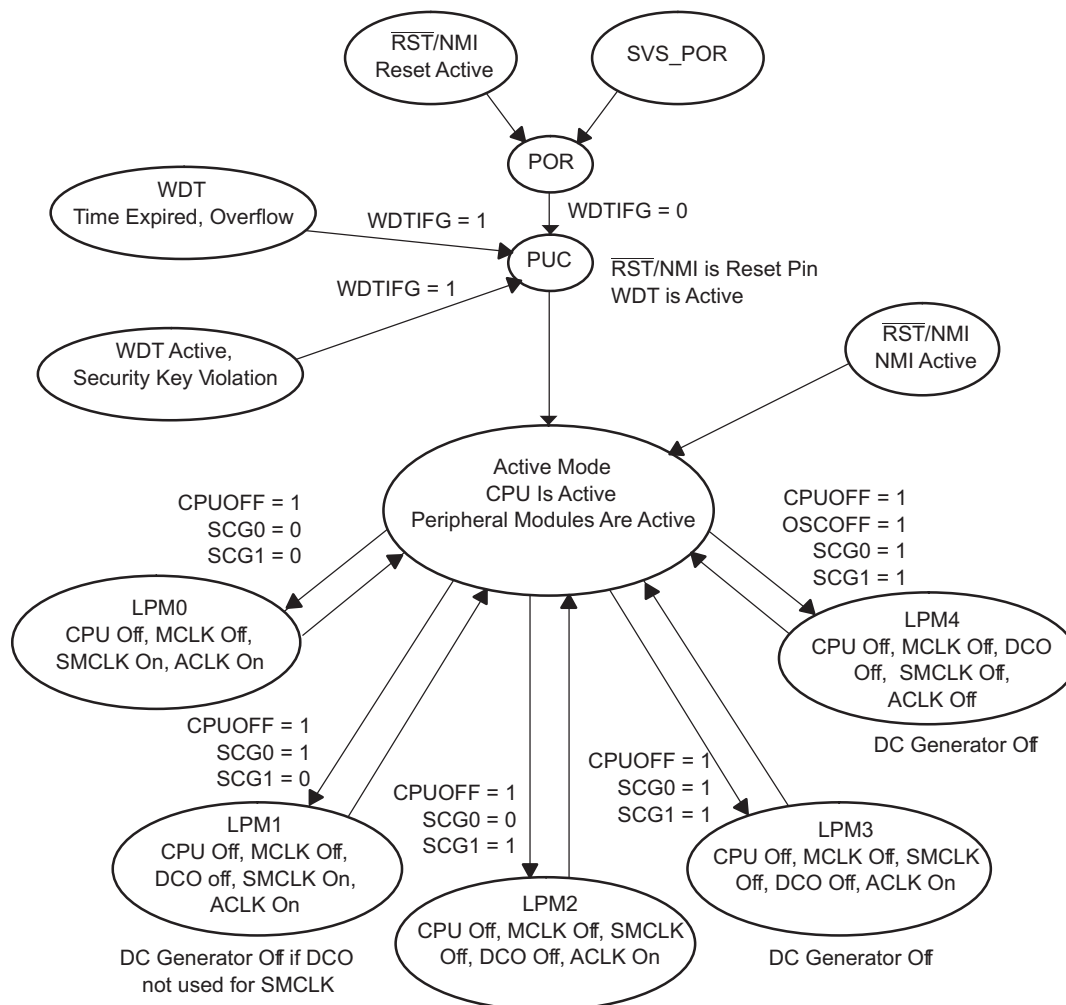 RST/NMI
Reset Active
SVS_POR
POR
WDT
Time Expired, Overflow
WDTIFG = 1
WDTIFG = 0
PUC
RST/NMI is Reset Pin
WDT is Active
WDTIFG = 1
WDT Active,
Security Key Violation
RST/NMI
NMI Active
Active Mode
CPU Is Active
Peripheral Modules Are Active
CPUOFF = 1
SCG0 = 0
SCG1 = 0
CPUOFF = 1
OSCOFF = 1
SCG0 = 1
SCG1 = 1
LPM0
CPU Off, MCLK Off,
SMCLK On, ACLK On
LPM4
CPU Off, MCLK Off, DCO
Off, SMCLK Off,
ACLK Off
DC Generator Off
CPUOFF = 1
SCG0 = 1
SCG1 = 0
CPUOFF = 1
SCG0 = 0
SCG1 = 1
CPUOFF = 1
SCG0 = 1
SCG1 = 1
LPM1
CPU Off, MCLK Off,
DCO off, SMCLK On,
ACLK On
DC Generator Off if DCO
not used for SMCLK
LPM2
CPU Off, MCLK Off, SMCLK
Off, DCO Off, ACLK On
LPM3
CPU Off, MCLK Off, SMCLK
Off, DCO Off, ACLK On
DC Generator Off